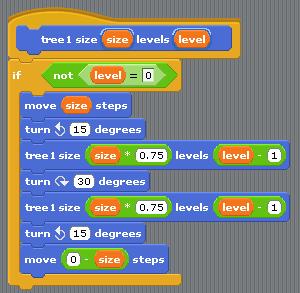 tree1 size size levels level
if not level = 0
move size steps
turn 15 degrees
tree1 size size * 0.75 levels level - 1
turn 30 degrees
tree1 size size * 0.75 levels level - 1
turn 15 degrees
move 0 - size steps